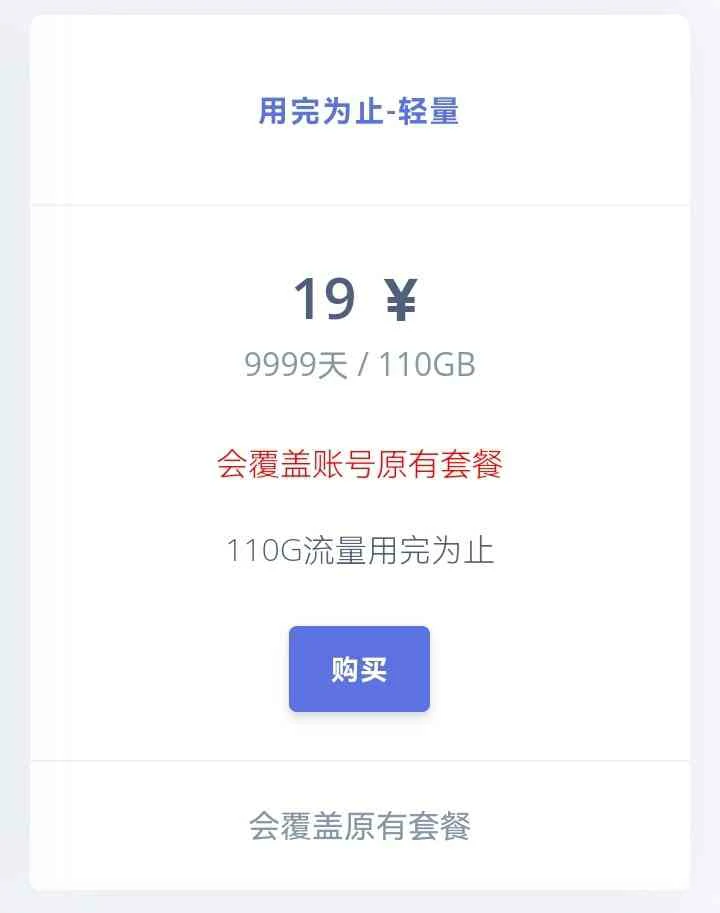 用完为止-轻量
19 ¥
9999天 / 110GB
会覆盖账号原有套餐
110G流量用完为止
购买
会覆盖原有套餐